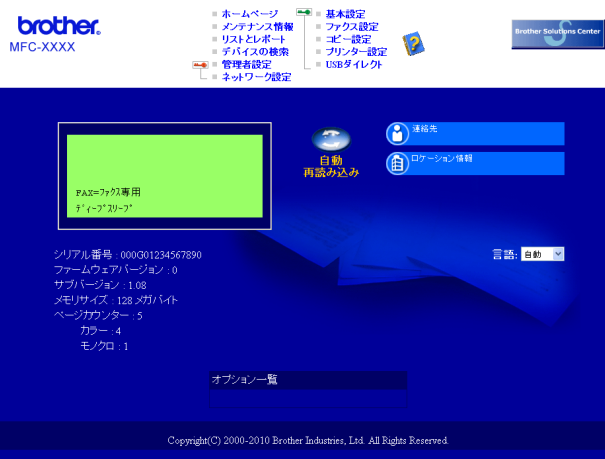 brother
MFC-XXXX
ホームページ
メンテナンス情報
リストとレポート
デバイスの検索
管理者設定
ネットワーク設定
基本設定
ファクス設定
コピー設定
プリンター設定
USBダイレクト
Brother Solutions Center
FAX=ファクス専用
ディープスリープ
自動
再読み込み
連絡先
ロケーション情報
シリアル番号 : 000G01234567890
ファームウェアバージョン : 0
サブバージョン : 1.08
メモリサイズ : 128 メガバイト
ページカウンター : 5
カラー : 4
モノクロ : 1
言語: 自動
オプション一覧
Copyright(C) 2000-2010 Brother Industries, Ltd. All Rights Reserved.